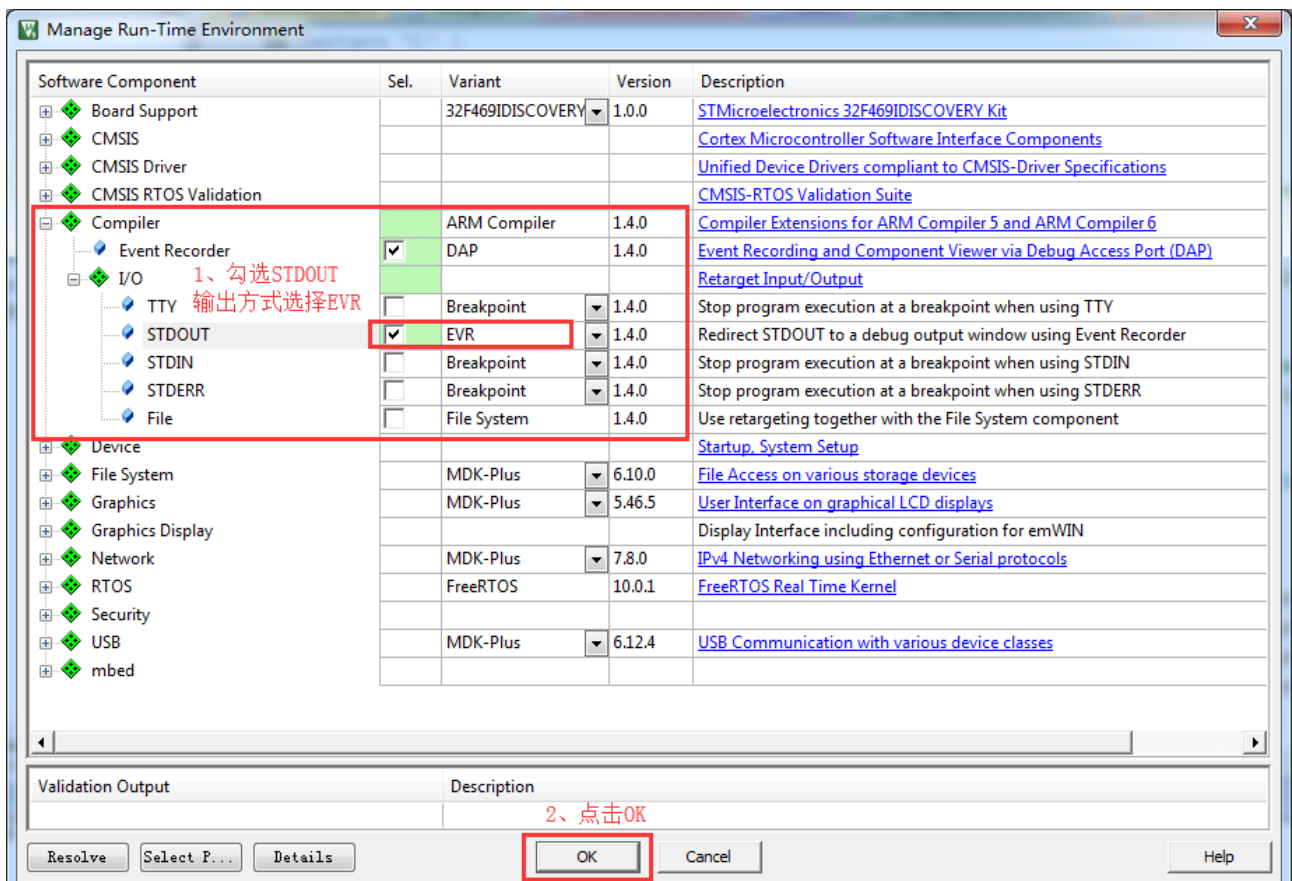 Manage Run-Time Environment
Software Component Sel. Variant Version Description
Board Support 32F469IDISCOVERY 1.0.0 STMicroelectronics 32F469IDISCOVERY Kit
CMSIS Cortex Microcontroller Software Interface Components
CMSIS Driver Unified Device Drivers compliant to CMSIS-Driver Specifications
CMSIS RTOS Validation CMSIS-RTOS Validation Suite
Compiler ARM Compiler 1.4.0 Compiler Extensions for ARM Compiler 5 and ARM Compiler 6
Event Recorder DAP 1.4.0 Event Recording and Component Viewer via Debug Access Port (DAP)
I/O 1、勾选STDOUT Retarget Input/Output
TTY 输出方式选择EVR Breakpoint 1.4.0 Stop program execution at a breakpoint when using TTY
STDOUT EVR 1.4.0 Redirect STDOUT to a debug output window using Event Recorder
STDIN Breakpoint 1.4.0 Stop program execution at a breakpoint when using STDIN
STDERR Breakpoint 1.4.0 Stop program execution at a breakpoint when using STDERR
File File System 1.4.0 Use retargeting together with the File System component
Device Startup, System Setup
File System MDK-Plus 6.10.0 File Access on various storage devices
Graphics MDK-Plus 5.46.5 User Interface on graphical LCD displays
Graphics Display Display Interface including configuration for emWIN
Network MDK-Plus 7.8.0 IPv4 Networking using Ethernet or Serial protocols
RTOS FreeRTOS 10.0.1 FreeRTOS Real Time Kernel
Security
USB MDK-Plus 6.12.4 USB Communication with various device classes
mbed
Validation Output Description
2、点击OK
Resolve Select P... Details OK Cancel Help